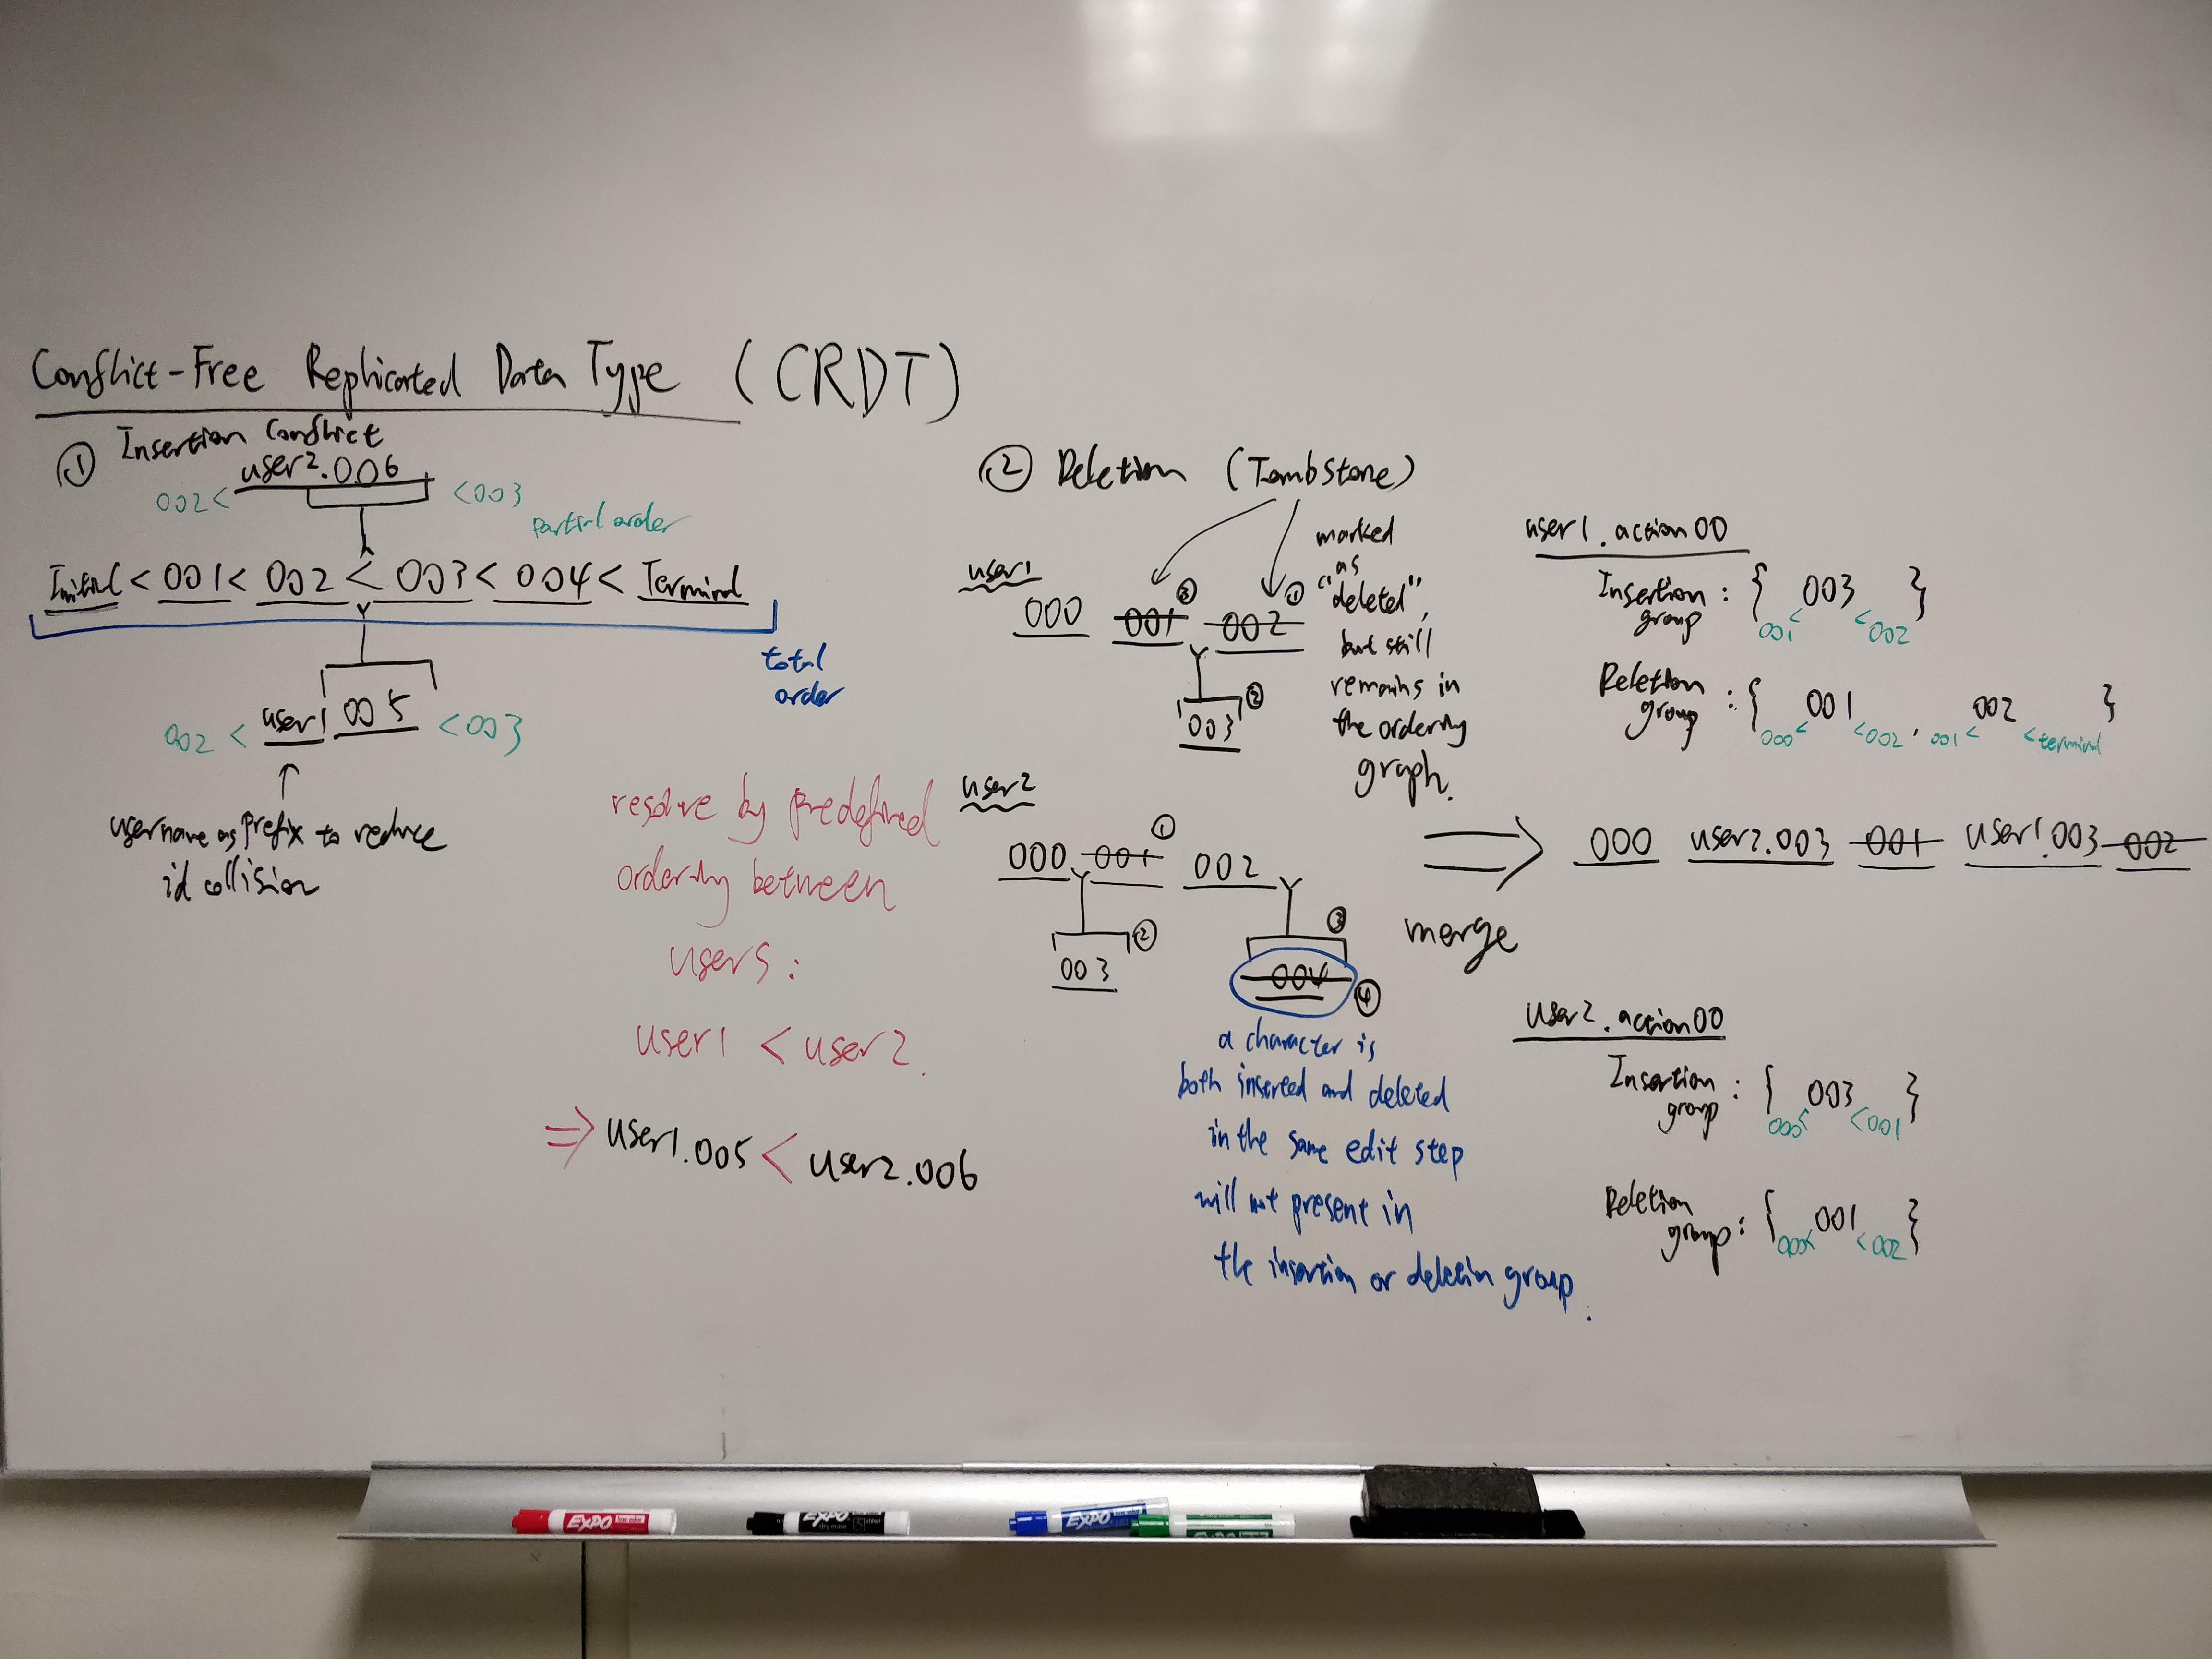 Conflict-Free Replicated Data Type (CRDT)
① Insertion Conflict
user2.006
002 < < 003
partial order
Initial < 001 < 002 < 003 < 004 < Terminal
total
order
002 < user1 005 < 003
username as prefix to reduce
id collision
resolve by predefined
ordering between
users:
user1 < user2.
⇒ user1.005 < user2.006
② Deletion (Tombstone)
marked
as
"deleted",
but still
remains in
the ordering
graph.
user1
000 001 ③ 002 ①
003 ②
user2
000 001 ① 002
003 ②
③
004 ④
a character is
both inserted and deleted
in the same edit step
will not present in
the insertion or deletion group.
user1.action00
Insertion group : { 001< 003 <002 }
Deletion group : { 000< 001 <002, 001< 002 <terminal }
⇒ 000 user2.003 001 user1.003 002
merge
user2.action00
Insertion group : { 000< 003 <001 }
Deletion group : { 000< 001 <002 }
EXPO
EXPO
EXPO
EXPO